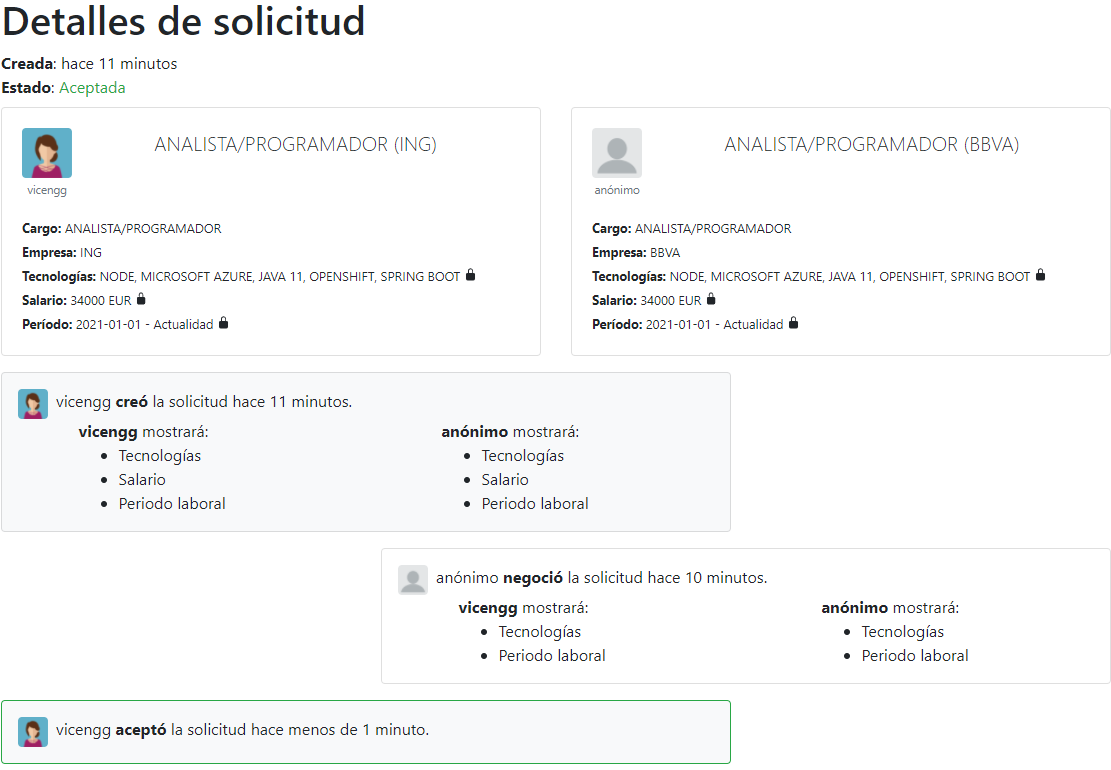 Detalles de solicitud
Creada: hace 11 minutos
Estado: Aceptada
ANALISTA/PROGRAMADOR (ING)
vicengg
Cargo: ANALISTA/PROGRAMADOR
Empresa: ING
Tecnologías: NODE, MICROSOFT AZURE, JAVA 11, OPENSHIFT, SPRING BOOT
Salario: 34000 EUR
Período: 2021-01-01 - Actualidad
ANALISTA/PROGRAMADOR (BBVA)
anónimo
Cargo: ANALISTA/PROGRAMADOR
Empresa: BBVA
Tecnologías: NODE, MICROSOFT AZURE, JAVA 11, OPENSHIFT, SPRING BOOT
Salario: 34000 EUR
Período: 2021-01-01 - Actualidad
vicengg creó la solicitud hace 11 minutos.
vicengg mostrará:
Tecnologías
Salario
Periodo laboral
anónimo mostrará:
Tecnologías
Salario
Periodo laboral
anónimo negoció la solicitud hace 10 minutos.
vicengg mostrará:
Tecnologías
Periodo laboral
anónimo mostrará:
Tecnologías
Periodo laboral
vicengg aceptó la solicitud hace menos de 1 minuto.